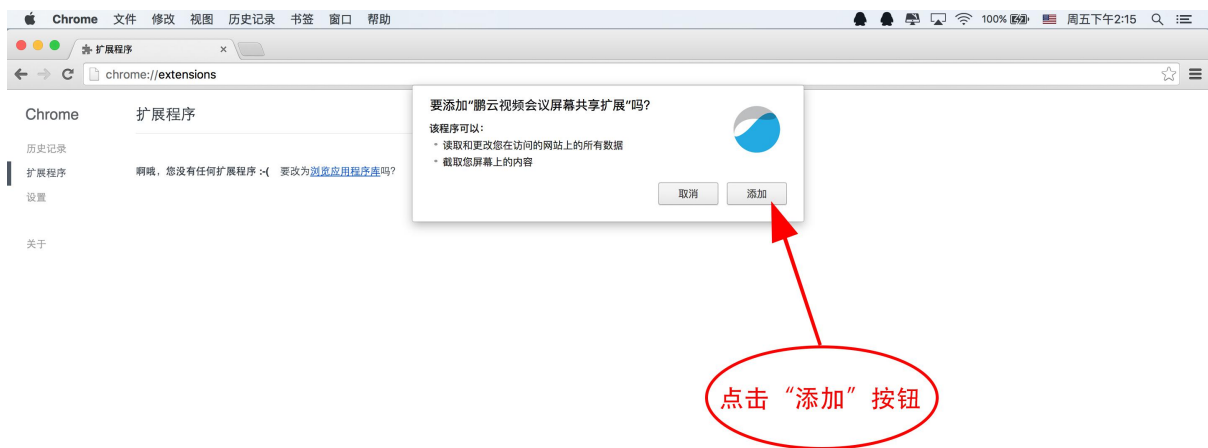 Chrome 文件 修改 视图 历史记录 书签 窗口 帮助 100% 周五下午2:15
扩展程序 ×
chrome://extensions
Chrome
历史记录
扩展程序
设置
关于
扩展程序
啊哦，您没有任何扩展程序 :-( 要改为浏览应用程序库吗?
要添加“鹏云视频会议屏幕共享扩展”吗?
该程序可以：
读取和更改您在访问的网站上的所有数据
截取您屏幕上的内容
取消 添加
点击“添加”按钮